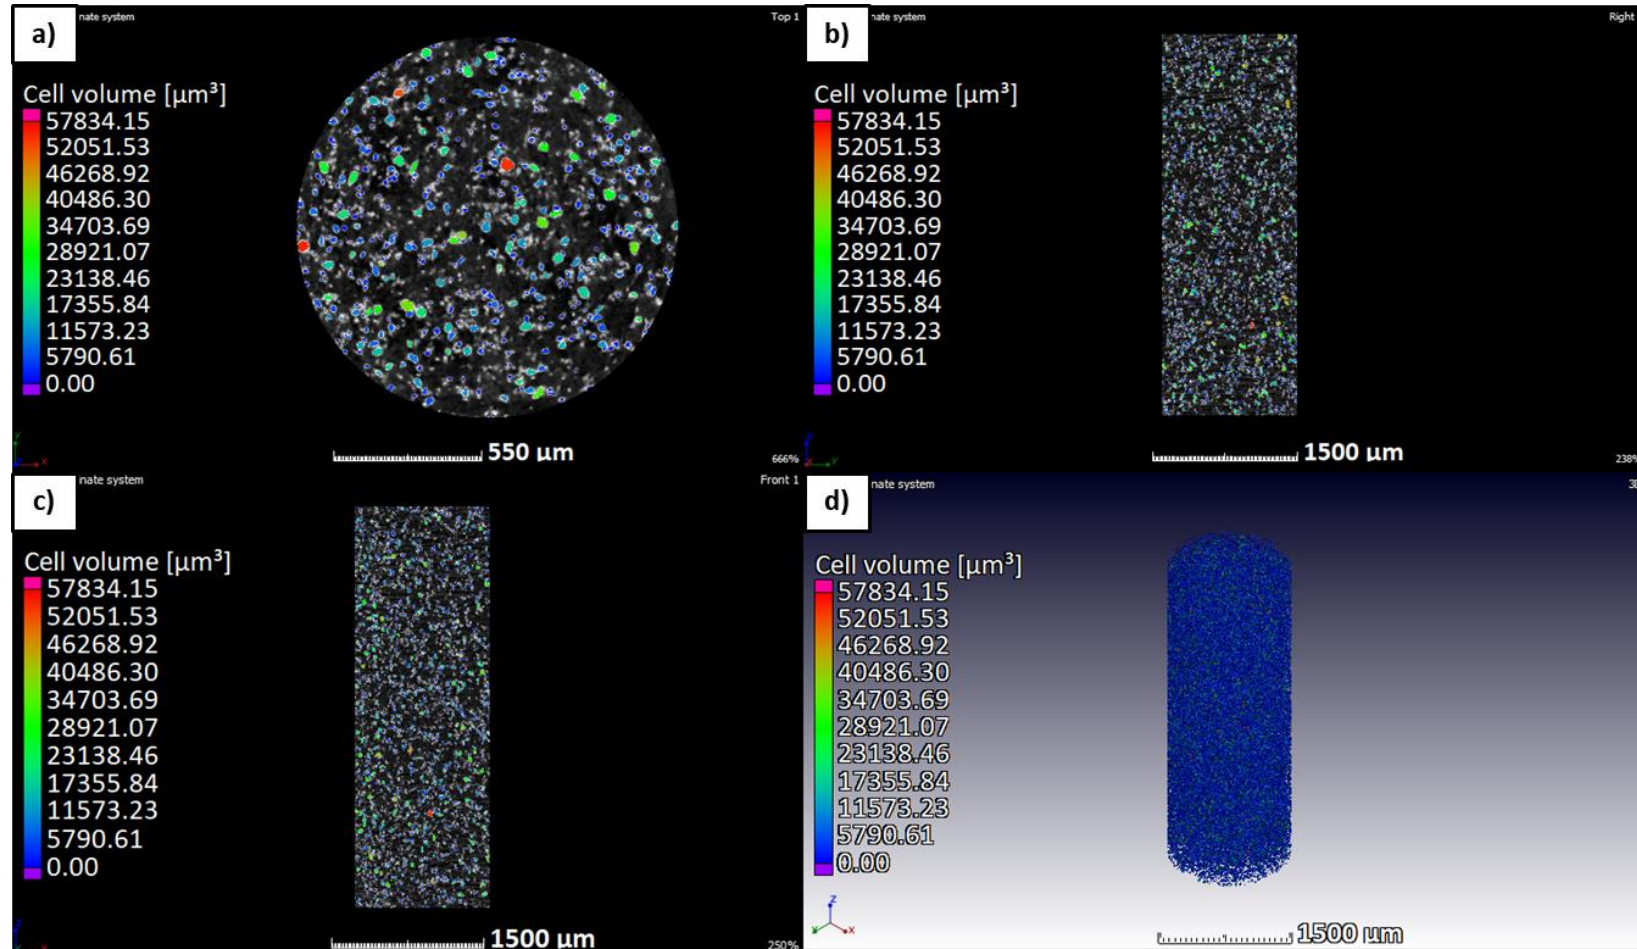 a)
nate system
Top 1
Cell volume [µm³]
57834.15
52051.53
46268.92
40486.30
34703.69
28921.07
23138.46
17355.84
11573.23
5790.61
0.00
Y
X
550 µm
666%
b)
nate system
Right
Cell volume [µm³]
57834.15
52051.53
46268.92
40486.30
34703.69
28921.07
23138.46
17355.84
11573.23
5790.61
0.00
Z
X
Y
1500 µm
238%
c)
nate system
Front 1
Cell volume [µm³]
57834.15
52051.53
46268.92
40486.30
34703.69
28921.07
23138.46
17355.84
11573.23
5790.61
0.00
Z
X
1500 µm
250%
d)
nate system
3D
Cell volume [µm³]
57834.15
52051.53
46268.92
40486.30
34703.69
28921.07
23138.46
17355.84
11573.23
5790.61
0.00
Z
Y
X
1500 µm